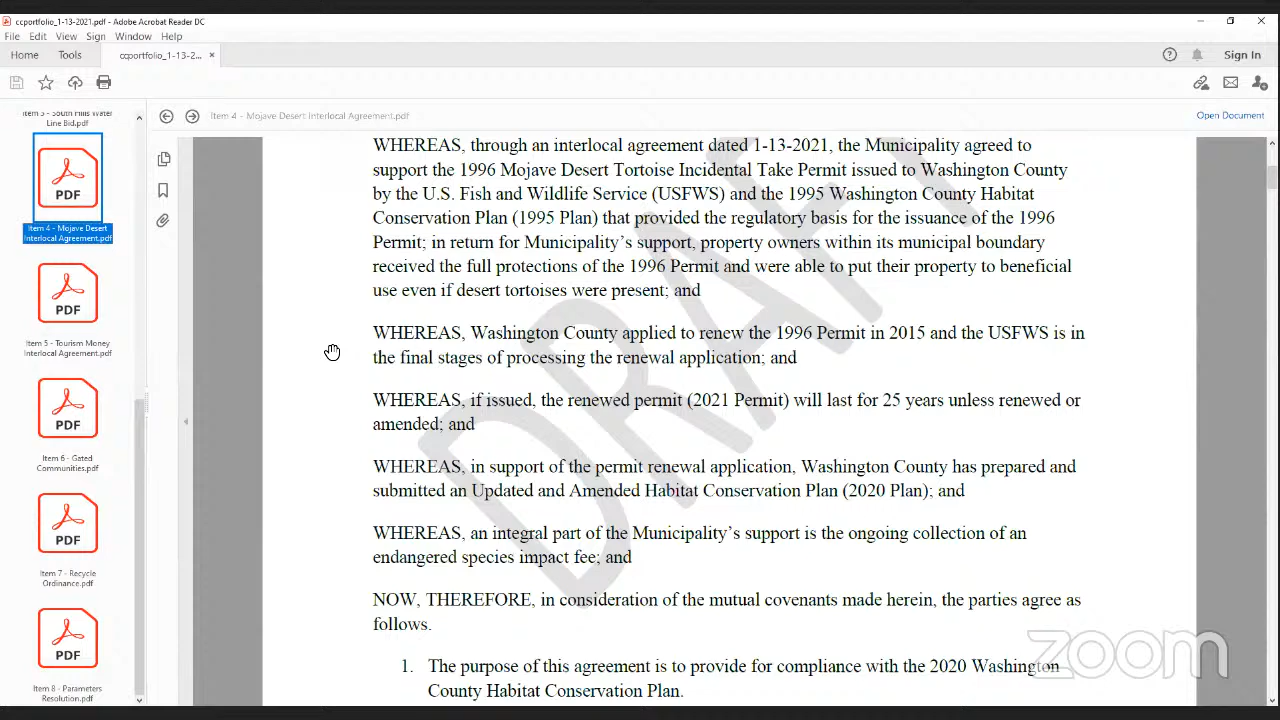 ccportfolio_1-13-2021.pdf - Adobe Acrobat Reader DC
File Edit View Sign Window Help
Home Tools ccportfolio_1-13-2... × Sign In
Item 4 - Mojave Desert Interlocal Agreement.pdf Open Document
Item 3 - South Hills Water
Line Bid.pdf
PDF
Item 4 - Mojave Desert
Interlocal Agreement.pdf
PDF
Item 5 - Tourism Money
Interlocal Agreement.pdf
PDF
Item 6 - Gated
Communities.pdf
PDF
Item 7 - Recycle
Ordinance.pdf
PDF
Item 8 - Parameters
Resolution.pdf
WHEREAS, through an interlocal agreement dated 1-13-2021, the Municipality agreed to
support the 1996 Mojave Desert Tortoise Incidental Take Permit issued to Washington County
by the U.S. Fish and Wildlife Service (USFWS) and the 1995 Washington County Habitat
Conservation Plan (1995 Plan) that provided the regulatory basis for the issuance of the 1996
Permit; in return for Municipality's support, property owners within its municipal boundary
received the full protections of the 1996 Permit and were able to put their property to beneficial
use even if desert tortoises were present; and
WHEREAS, Washington County applied to renew the 1996 Permit in 2015 and the USFWS is in
the final stages of processing the renewal application; and
WHEREAS, if issued, the renewed permit (2021 Permit) will last for 25 years unless renewed or
amended; and
WHEREAS, in support of the permit renewal application, Washington County has prepared and
submitted an Updated and Amended Habitat Conservation Plan (2020 Plan); and
WHEREAS, an integral part of the Municipality's support is the ongoing collection of an
endangered species impact fee; and
NOW, THEREFORE, in consideration of the mutual covenants made herein, the parties agree as
follows.
1. The purpose of this agreement is to provide for compliance with the 2020 Washington
County Habitat Conservation Plan.
DRAFT
zoom